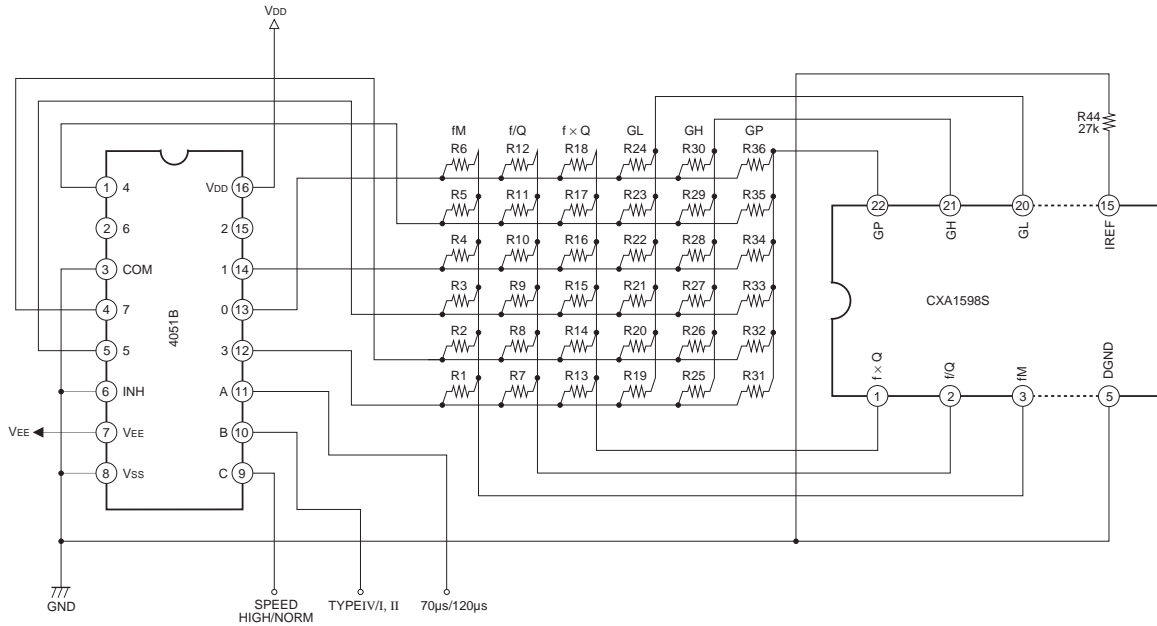 VDD
fM f/Q f × Q GL GH GP
R6 R12 R18 R24 R30 R36
R44
27k
1 4 VDD 16
R5 R11 R17 R23 R29 R35
22 21 20 15
GP GH GL IREF
2 6 2 15
R4 R10 R16 R22 R28 R34
3 COM 1 14
R3 R9 R15 R21 R27 R33
CXA1598S
4 7 0 13
4051B
R2 R8 R14 R20 R26 R32
5 5 3 12
R1 R7 R13 R19 R25 R31
f × Q f/Q fM DGND
1 2 3 5
6 INH A 11
VEE 7 VEE B 10
8 VSS C 9
GND
SPEED
HIGH/NORM
TYPEIV/I, II
70µs/120µs